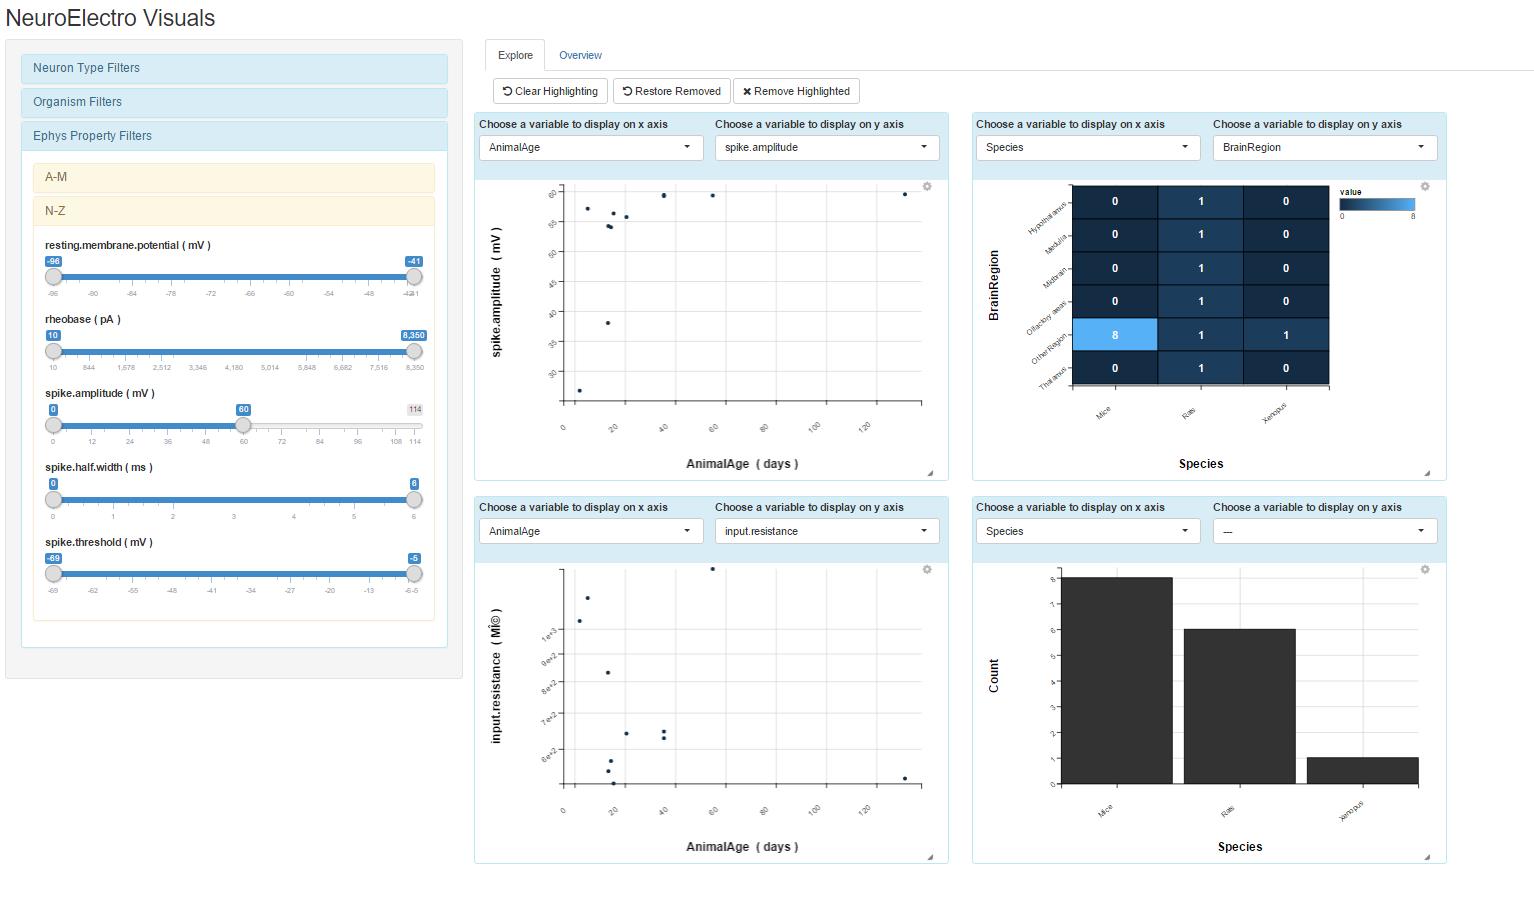 NeuroElectro Visuals
Neuron Type Filters
Organism Filters
Ephys Property Filters
A-M
N-Z
resting.membrane.potential ( mV )
-96 -41
-96 -90 -84 -78 -72 -66 -60 -54 -48 -42 -41
rheobase ( pA )
10 8,350
10 844 1,678 2,512 3,346 4,180 5,014 5,848 6,682 7,516 8,350
spike.amplitude ( mV )
0 60 114
0 12 24 36 48 60 72 84 96 108 114
spike.half.width ( ms )
0 6
0 1 2 3 4 5 6
spike.threshold ( mV )
-69 -5
-69 -62 -55 -48 -41 -34 -27 -20 -13 -6 -5
Explore Overview
Clear Highlighting Restore Removed Remove Highlighted
Choose a variable to display on x axis Choose a variable to display on y axis
AnimalAge spike.amplitude
spike.amplitude ( mV )
60
55
50
45
40
35
30
0 20 40 60 80 100 120
AnimalAge ( days )
Choose a variable to display on x axis Choose a variable to display on y axis
Species BrainRegion
BrainRegion
Hypothalamus 0 1 0
Medulla 0 1 0
Midbrain 0 1 0
Olfactory areas 0 1 0
OtherRegion 8 1 1
Thalamus 0 1 0
Mice Rats Xenopus
Species
value
0 8
Choose a variable to display on x axis Choose a variable to display on y axis
AnimalAge input.resistance
input.resistance ( MÎ© )
1e+3
9e+2
8e+2
7e+2
6e+2
0 20 40 60 80 100 120
AnimalAge ( days )
Choose a variable to display on x axis Choose a variable to display on y axis
Species ---
Count
8
7
6
5
4
3
2
1
0
Mice Rats Xenopus
Species